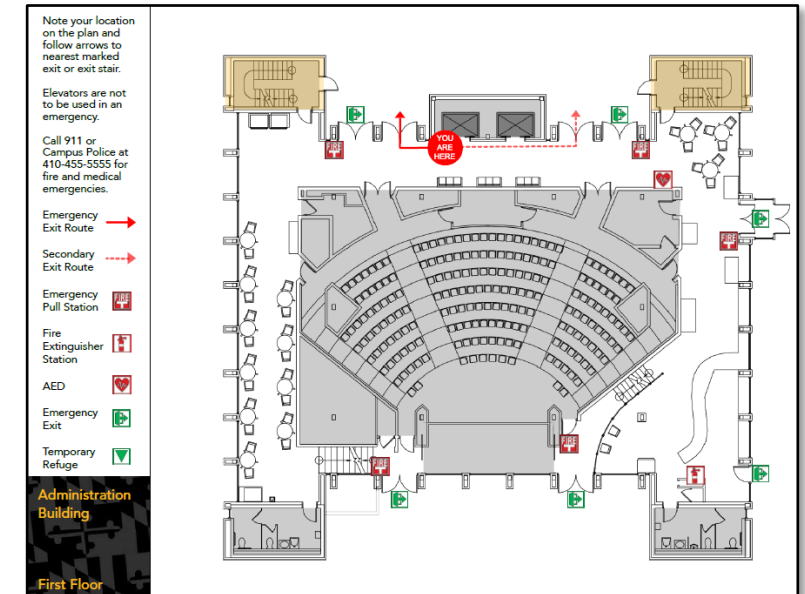 Note your location
on the plan and
follow arrows to
nearest marked
exit or exit stair.
Elevators are not
to be used in an
emergency.
Call 911 or
Campus Police at
410-455-5555 for
fire and medical
emergencies.
Emergency
Exit Route
Secondary
Exit Route
Emergency
Pull Station
FIRE
Fire
Extinguisher
Station
AED
Emergency
Exit
Temporary
Refuge
Administration
Building
First Floor
YOU
ARE
HERE
FIRE
FIRE
FIRE
FIRE
FIRE